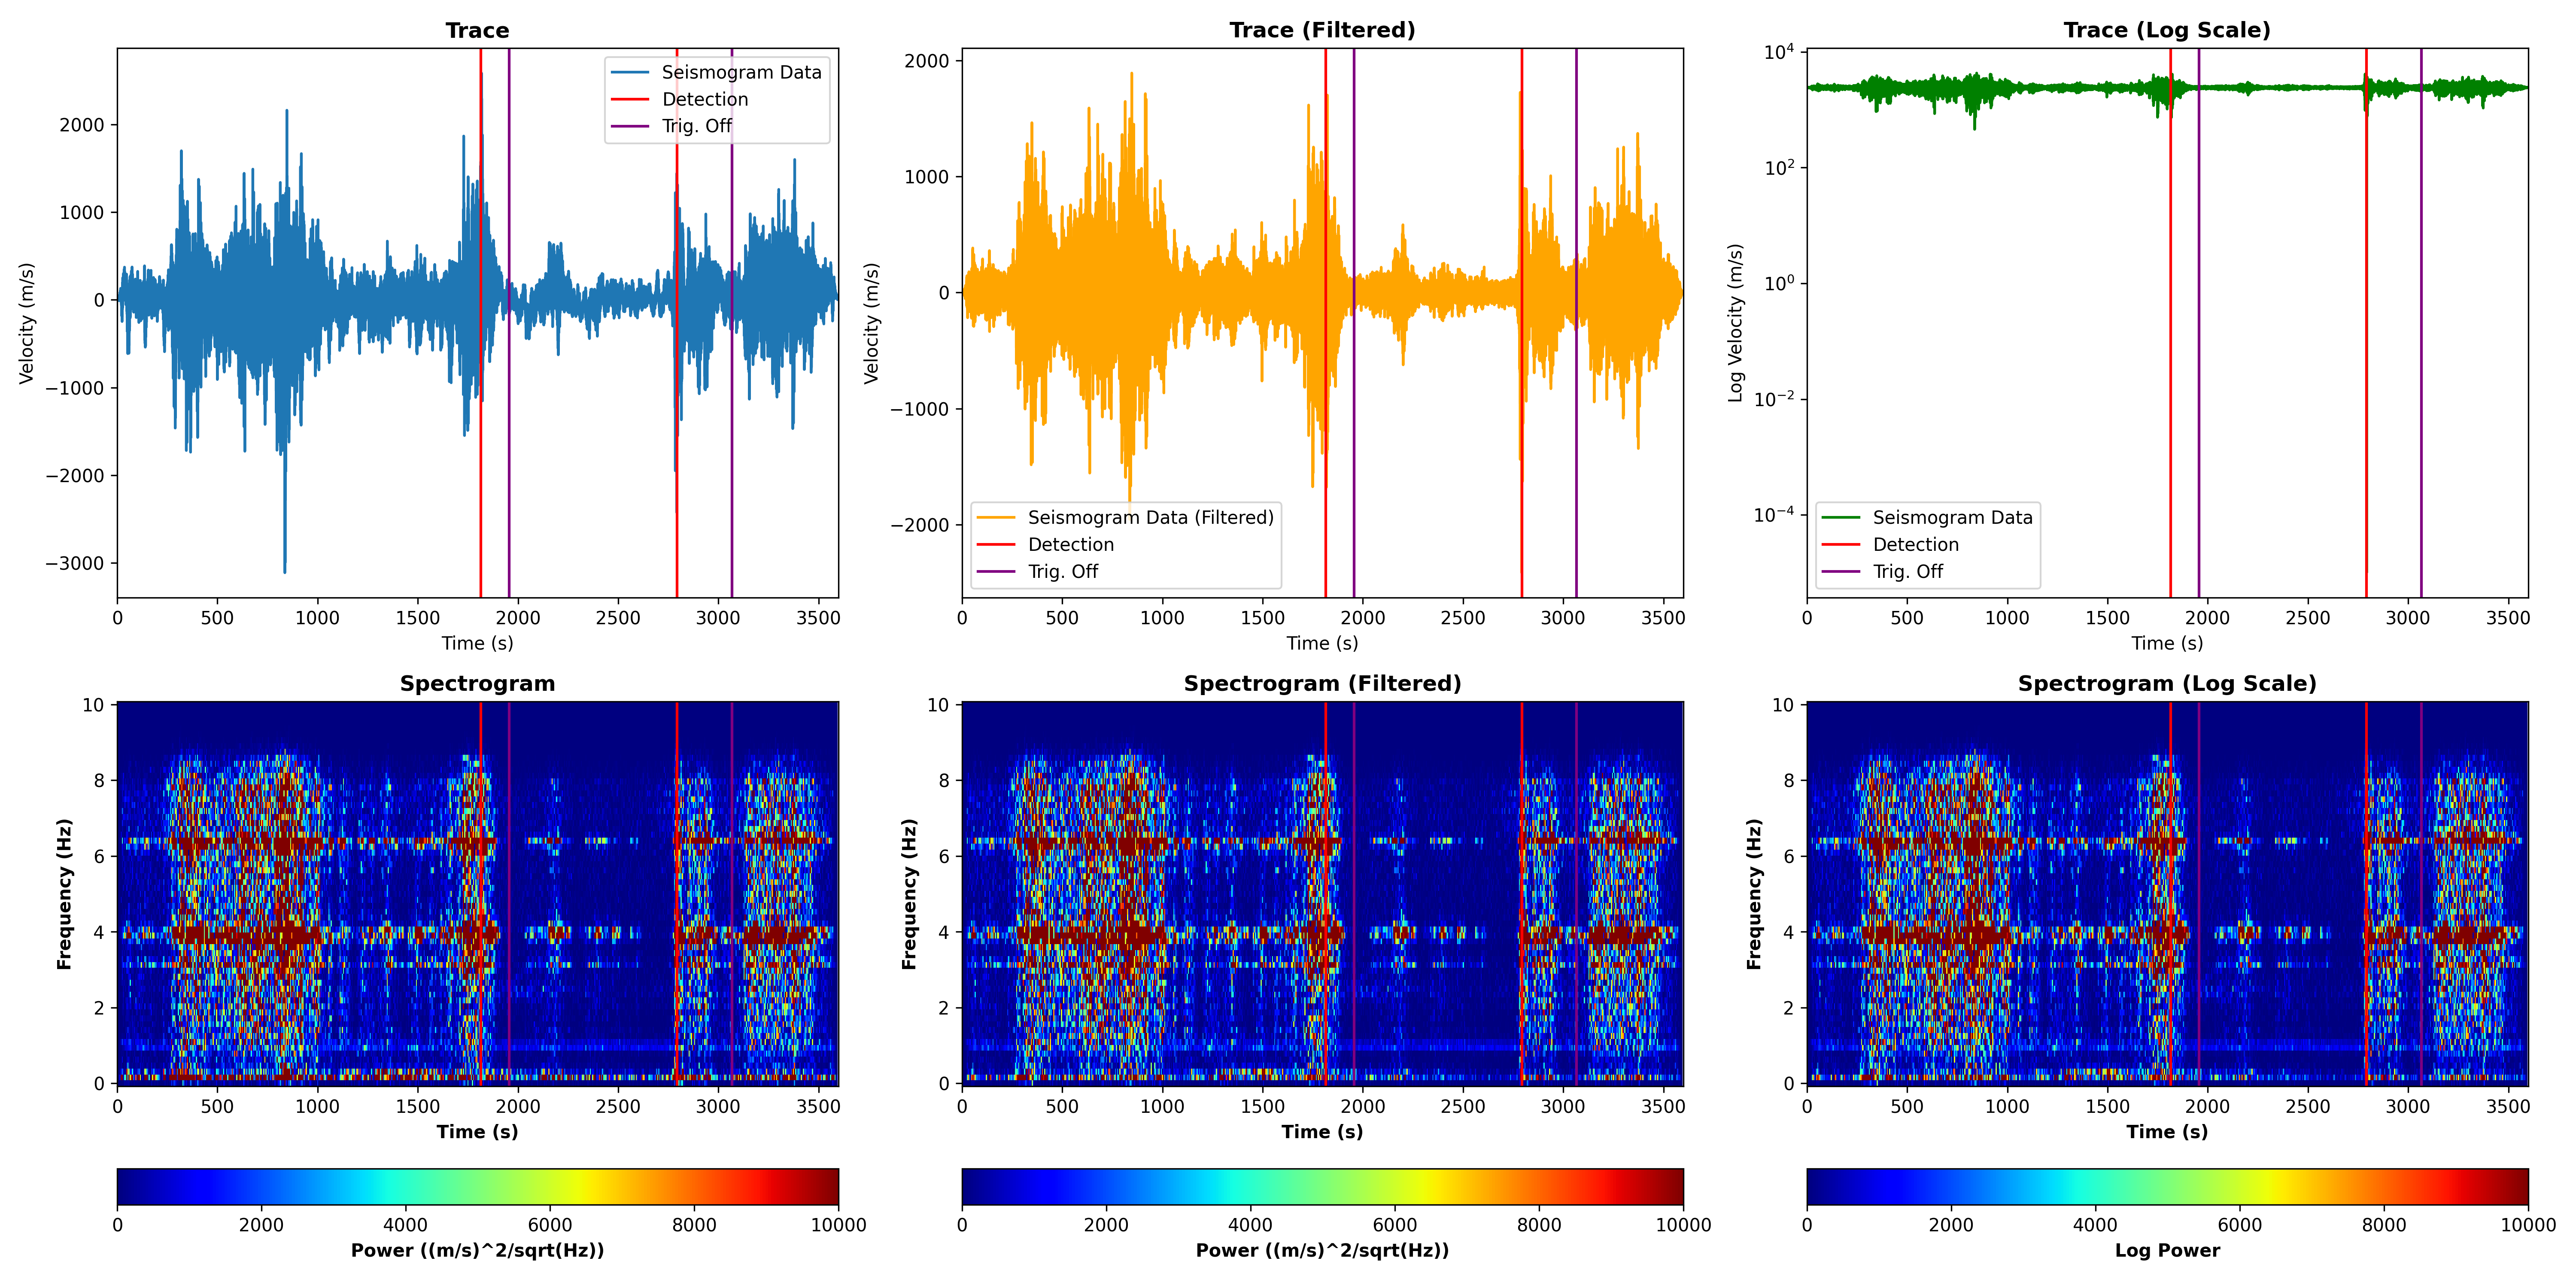 Trace
Velocity (m/s)
2000
1000
0
−1000
−2000
−3000
Seismogram Data
Detection
Trig. Off
0 500 1000 1500 2000 2500 3000 3500
Time (s)
Trace (Filtered)
Velocity (m/s)
2000
1000
0
−1000
−2000
Seismogram Data (Filtered)
Detection
Trig. Off
0 500 1000 1500 2000 2500 3000 3500
Time (s)
Trace (Log Scale)
Log Velocity (m/s)
10⁴
10²
10⁰
10⁻²
10⁻⁴
Seismogram Data
Detection
Trig. Off
0 500 1000 1500 2000 2500 3000 3500
Time (s)
Spectrogram
Frequency (Hz)
10
8
6
4
2
0
0 500 1000 1500 2000 2500 3000 3500
Time (s)
0 2000 4000 6000 8000 10000
Power ((m/s)^2/sqrt(Hz))
Spectrogram (Filtered)
Frequency (Hz)
10
8
6
4
2
0
0 500 1000 1500 2000 2500 3000 3500
Time (s)
0 2000 4000 6000 8000 10000
Power ((m/s)^2/sqrt(Hz))
Spectrogram (Log Scale)
Frequency (Hz)
10
8
6
4
2
0
0 500 1000 1500 2000 2500 3000 3500
Time (s)
0 2000 4000 6000 8000 10000
Log Power